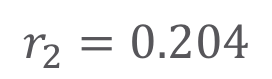 r₂ = 0.204